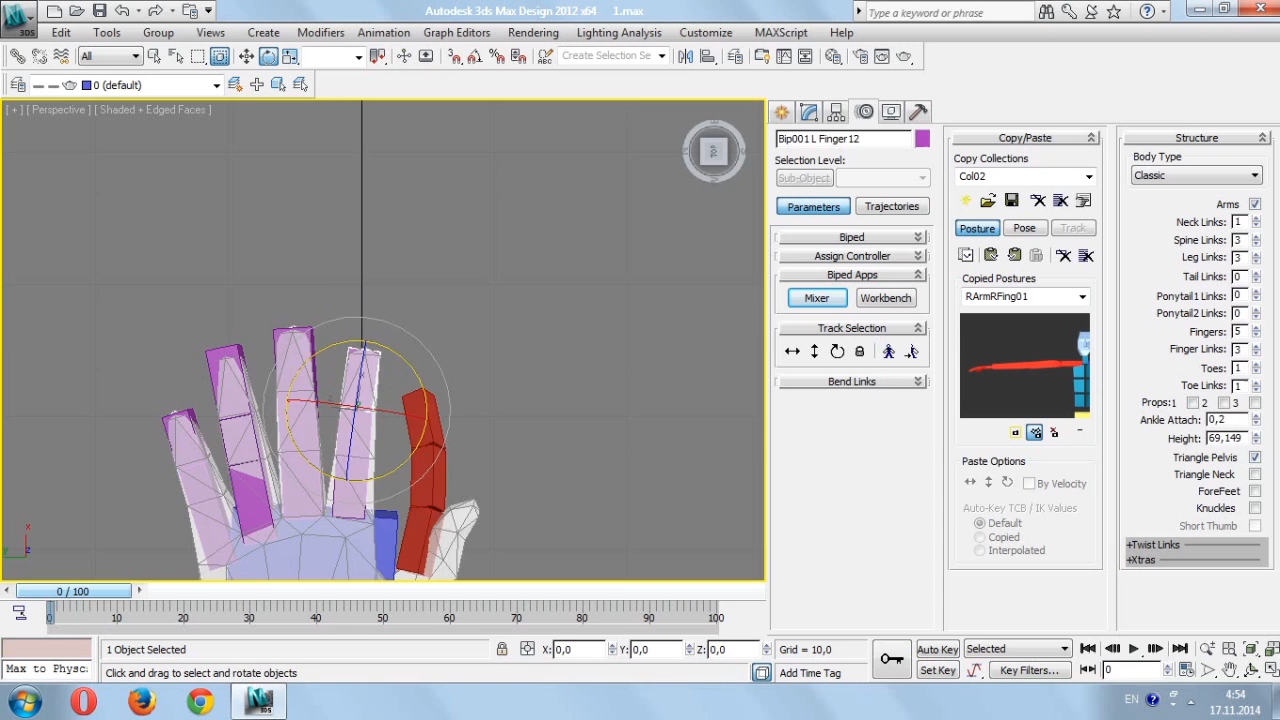 Autodesk 3ds Max Design 2012 x64 1.max
Type a keyword or phrase
3DS
Edit Tools Group Views Create Modifiers Animation Graph Editors Rendering Lighting Analysis Customize MAXScript Help
All
Create Selection Se
0 (default)
[ + ] [ Perspective ] [ Shaded + Edged Faces ]
TOP
Bip001 L Finger12
Selection Level:
Sub-Object
Parameters Trajectories
Biped
Assign Controller
Biped Apps
Mixer Workbench
Track Selection
Bend Links
Copy/Paste
Copy Collections
Col02
Posture Pose Track
Copied Postures
RArmRFing01
Paste Options
By Velocity
Auto-Key TCB / IK Values
Default
Copied
Interpolated
Structure
Body Type
Classic
Arms
Neck Links: 1
Spine Links: 3
Leg Links: 3
Tail Links: 0
Ponytail1 Links: 0
Ponytail2 Links: 0
Fingers: 5
Finger Links: 3
Toes: 1
Toe Links: 1
Props: 1 2 3
Ankle Attach: 0,2
Height: 69,149
Triangle Pelvis
Triangle Neck
ForeFeet
Knuckles
Short Thumb
+Twist Links
+Xtras
x
y
z
0 / 100
0 10 20 30 40 50 60 70 80 90 100
1 Object Selected X: 0,0 Y: 0,0 Z: 0,0 Grid = 10,0 Auto Key Selected
Max to Physc Click and drag to select and rotate objects Add Time Tag Set Key Key Filters... 0
3DS
EN 4:54
17.11.2014